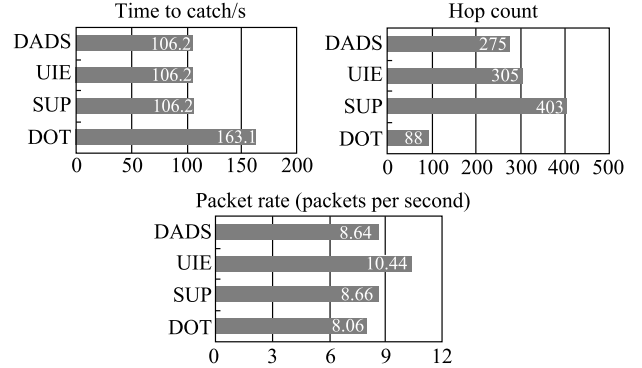 Time to catch/s
DADS 106.2
UIE 106.2
SUP 106.2
DOT 163.1
0 50 100 150 200
Hop count
DADS 275
UIE 305
SUP 403
DOT 88
0 100 200 300 400 500
Packet rate (packets per second)
DADS 8.64
UIE 10.44
SUP 8.66
DOT 8.06
0 3 6 9 12